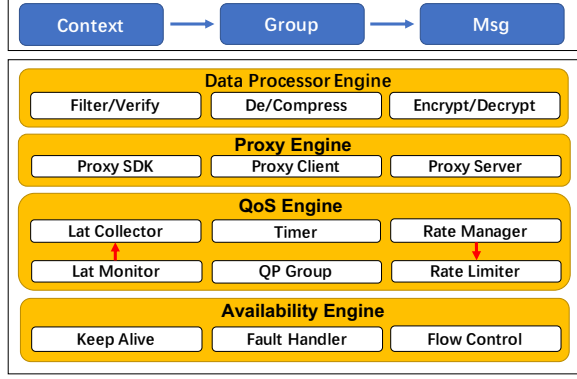 Context Group Msg
Data Processor Engine
Filter/Verify De/Compress Encrypt/Decrypt
Proxy Engine
Proxy SDK Proxy Client Proxy Server
QoS Engine
Lat Collector Timer Rate Manager
Lat Monitor QP Group Rate Limiter
Availability Engine
Keep Alive Fault Handler Flow Control